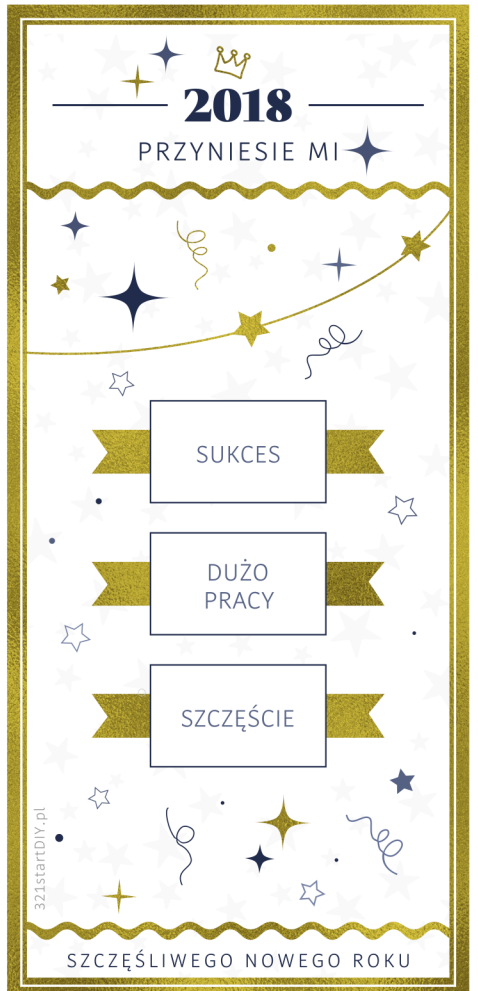 2018
PRZYNIESIE MI
SUKCES
DUŻO
PRACY
SZCZĘŚCIE
321startDIY.pl
SZCZĘŚLIWEGO NOWEGO ROKU